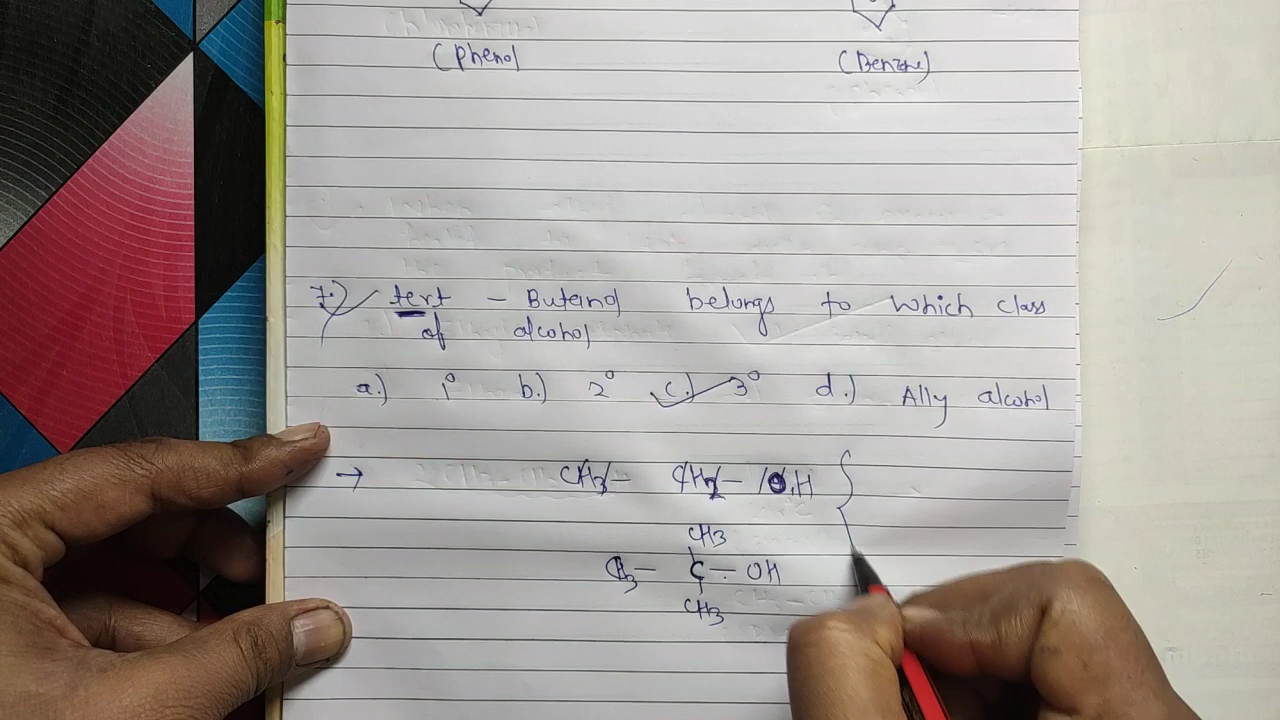 (Phenol
(Benzene)
7.) tert - Butanol belongs to which class
of alcohol
a.) 1° b.) 2° c.) 3° d.) Ally alcohol
→ CH3 - CH2 - OH
CH3
CH3 - C - OH
CH3